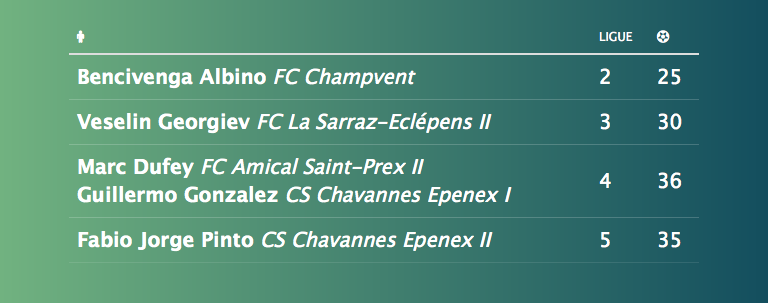 LIGUE
Bencivenga Albino FC Champvent 2 25
Veselin Georgiev FC La Sarraz-Eclépens II 3 30
Marc Dufey FC Amical Saint-Prex II
Guillermo Gonzalez CS Chavannes Epenex I
4 36
Fabio Jorge Pinto CS Chavannes Epenex II 5 35